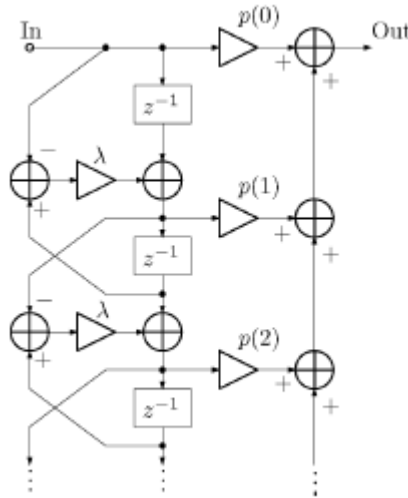 In p(0) Out
+ +
z⁻¹
− λ
+
p(1)
+ +
z⁻¹
− λ
+
p(2)
+ +
z⁻¹